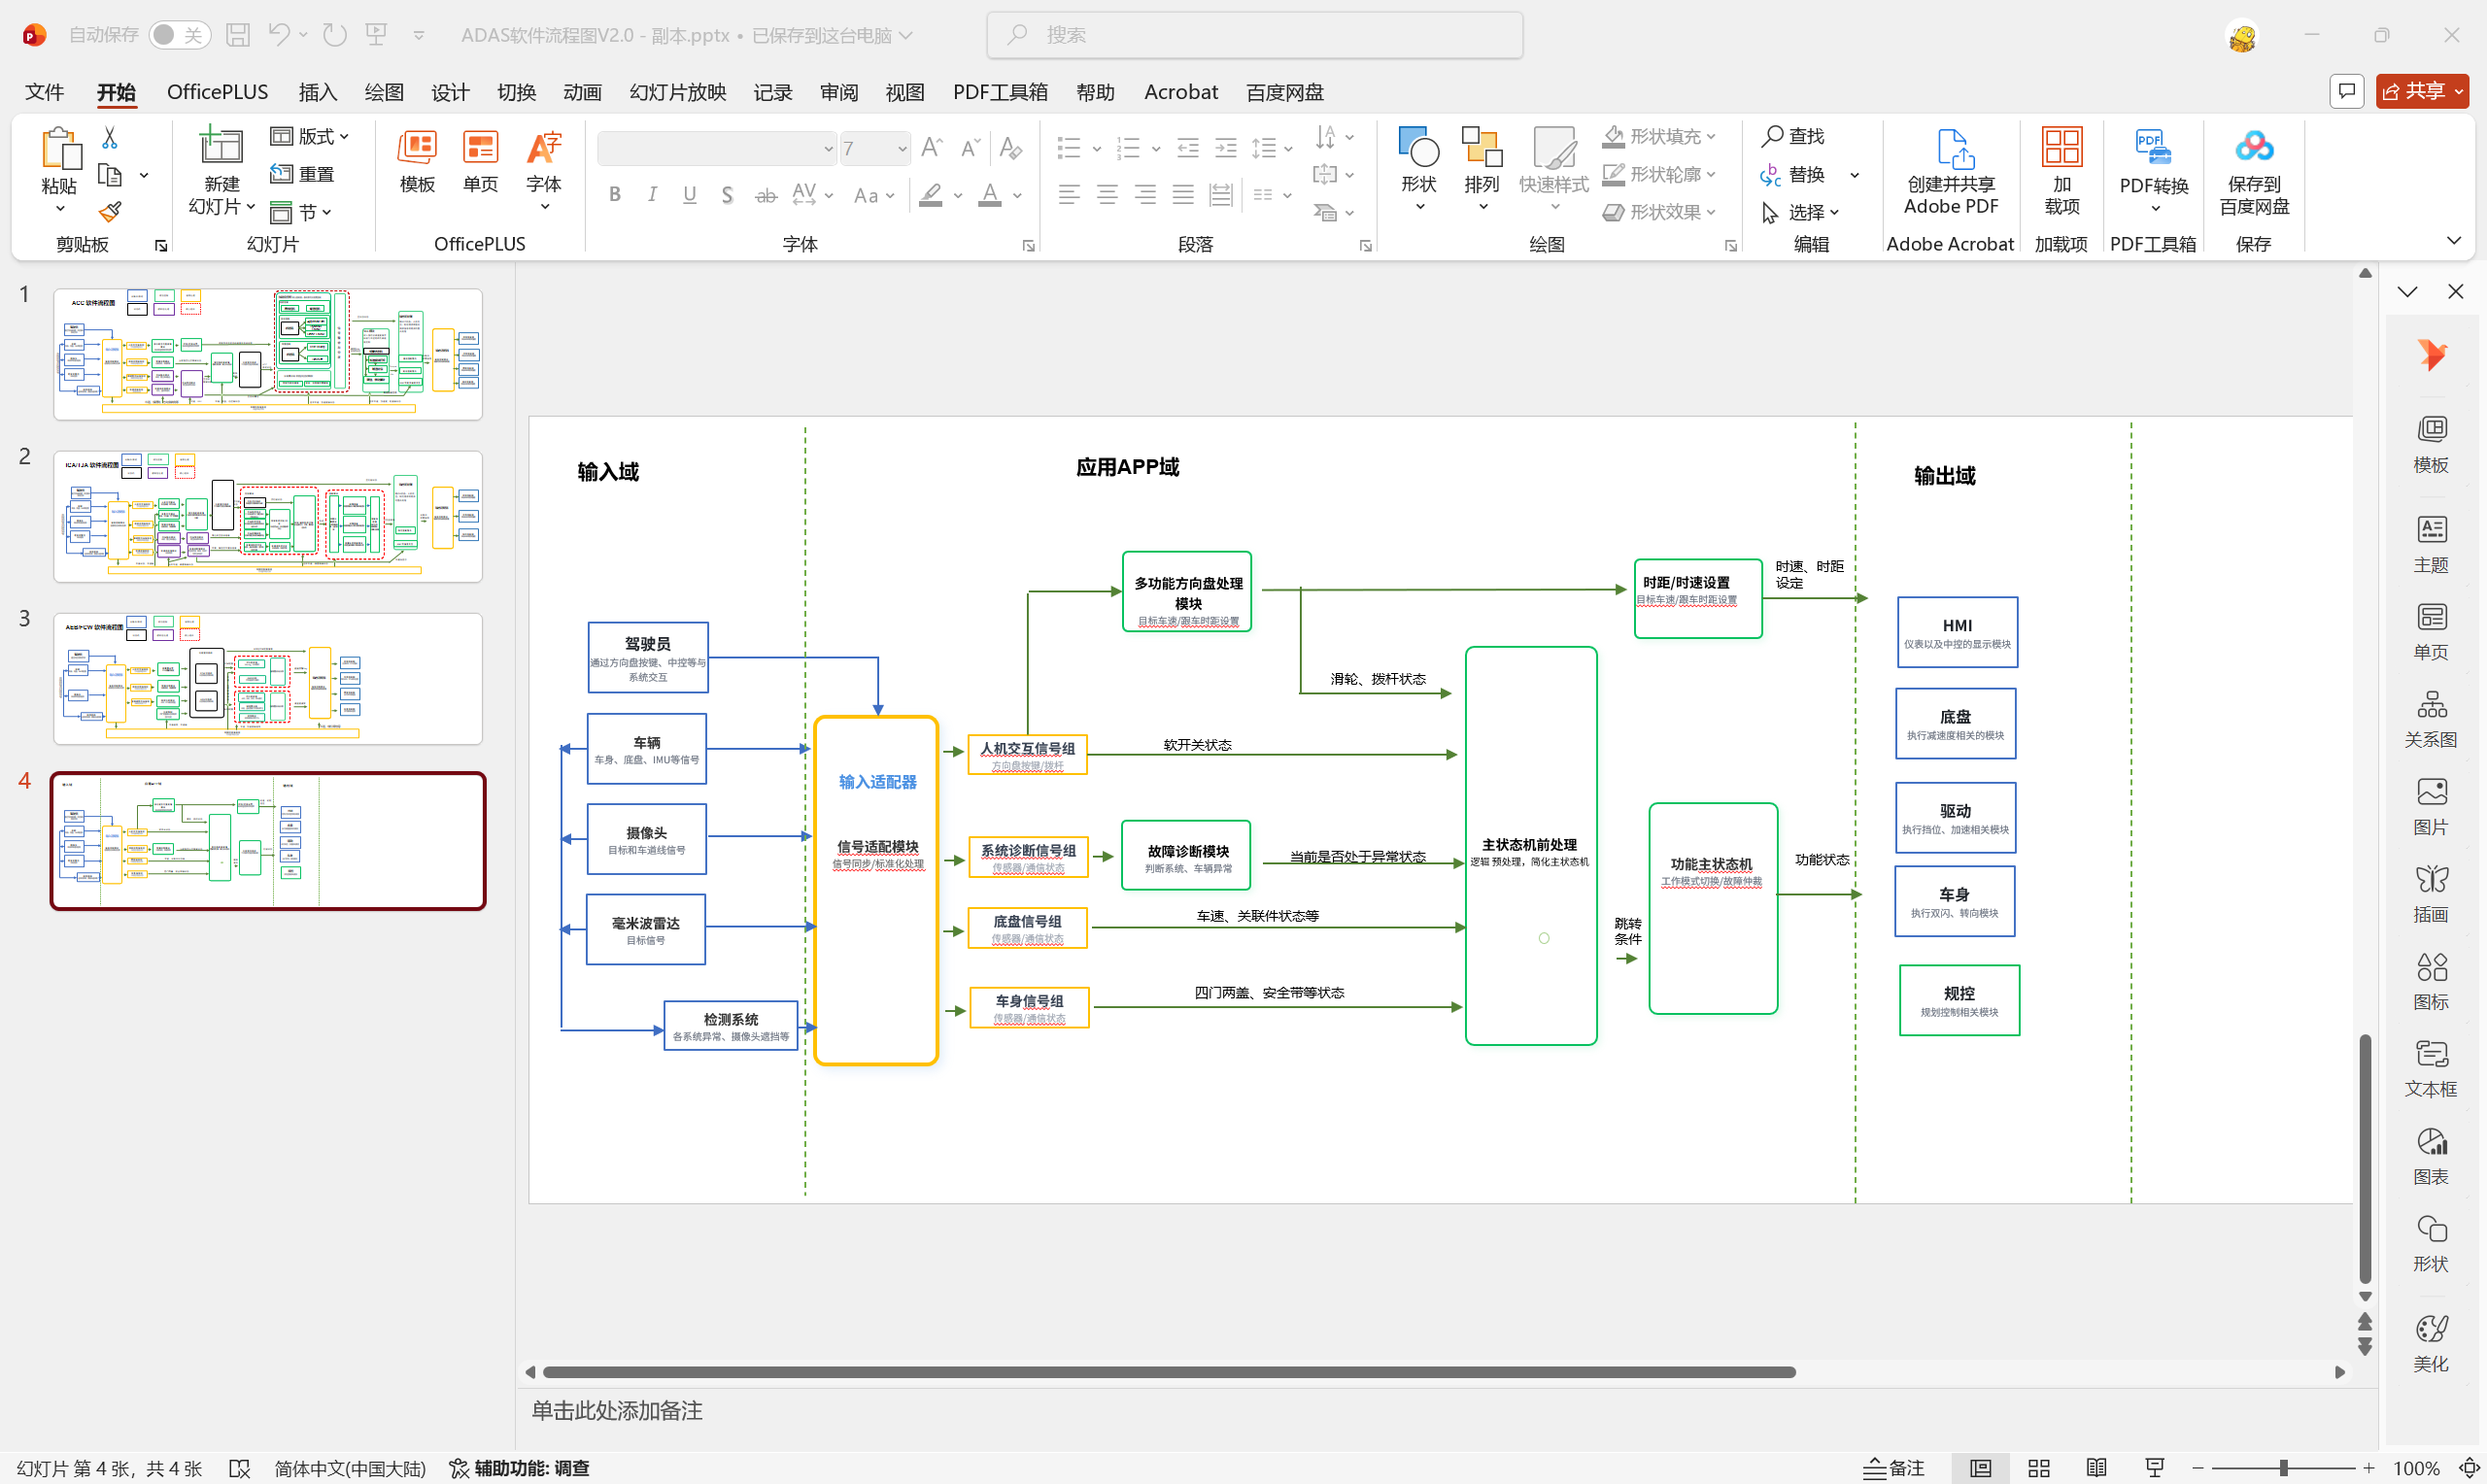 自动保存
关
ADAS软件流程图V2.0 - 副本.pptx • 已保存到这台电脑
搜索
文件
开始
OfficePLUS
插入
绘图
设计
切换
动画
幻灯片放映
记录
审阅
视图
PDF工具箱
帮助
Acrobat
百度网盘
共享
粘贴
剪贴板
新建
幻灯片
版式
重置
节
幻灯片
模板
单页
字体
OfficePLUS
7
字体
段落
形状
排列
快速样式
形状填充
形状轮廓
形状效果
绘图
查找
替换
选择
编辑
创建并共享
Adobe PDF
Adobe Acrobat
加
载项
加载项
PDF转换
PDF工具箱
保存到
百度网盘
保存
1
ACC 软件流程图
2
ICA/TJA 软件流程图
3
AEB/FCW 软件流程图
4
输入域
应用APP域
输出域
驾驶员
通过方向盘按键、中控等与
系统交互
车辆
车身、底盘、IMU等信号
摄像头
目标和车道线信号
毫米波雷达
目标信号
检测系统
各系统异常、摄像头遮挡等
输入适配器
信号适配模块
信号同步/标准化处理
人机交互信号组
方向盘按键/拨杆
系统诊断信号组
传感器/通信状态
底盘信号组
传感器/通信状态
车身信号组
传感器/通信状态
多功能方向盘处理
模块
目标车速/跟车时距设置
故障诊断模块
判断系统、车辆异常
滑轮、拨杆状态
软开关状态
当前是否处于异常状态
车速、关联件状态等
四门两盖、安全带等状态
主状态机前处理
逻辑 预处理，简化主状态机
跳转
条件
时距/时速设置
目标车速/跟车时距设置
时速、时距
设定
功能主状态机
工作模式切换/故障仲裁
功能状态
HMI
仪表以及中控的显示模块
底盘
执行减速度相关的模块
驱动
执行挡位、加速相关模块
车身
执行双闪、转向模块
规控
规划控制相关模块
模板
主题
单页
关系图
图片
插画
图标
文本框
图表
形状
美化
单击此处添加备注
幻灯片 第 4 张，共 4 张
简体中文(中国大陆)
辅助功能: 调查
备注
100%